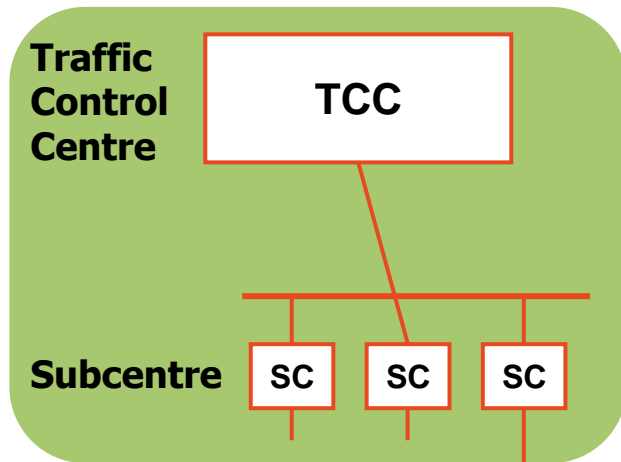 Traffic
Control
Centre
TCC
Subcentre
SC
SC
SC